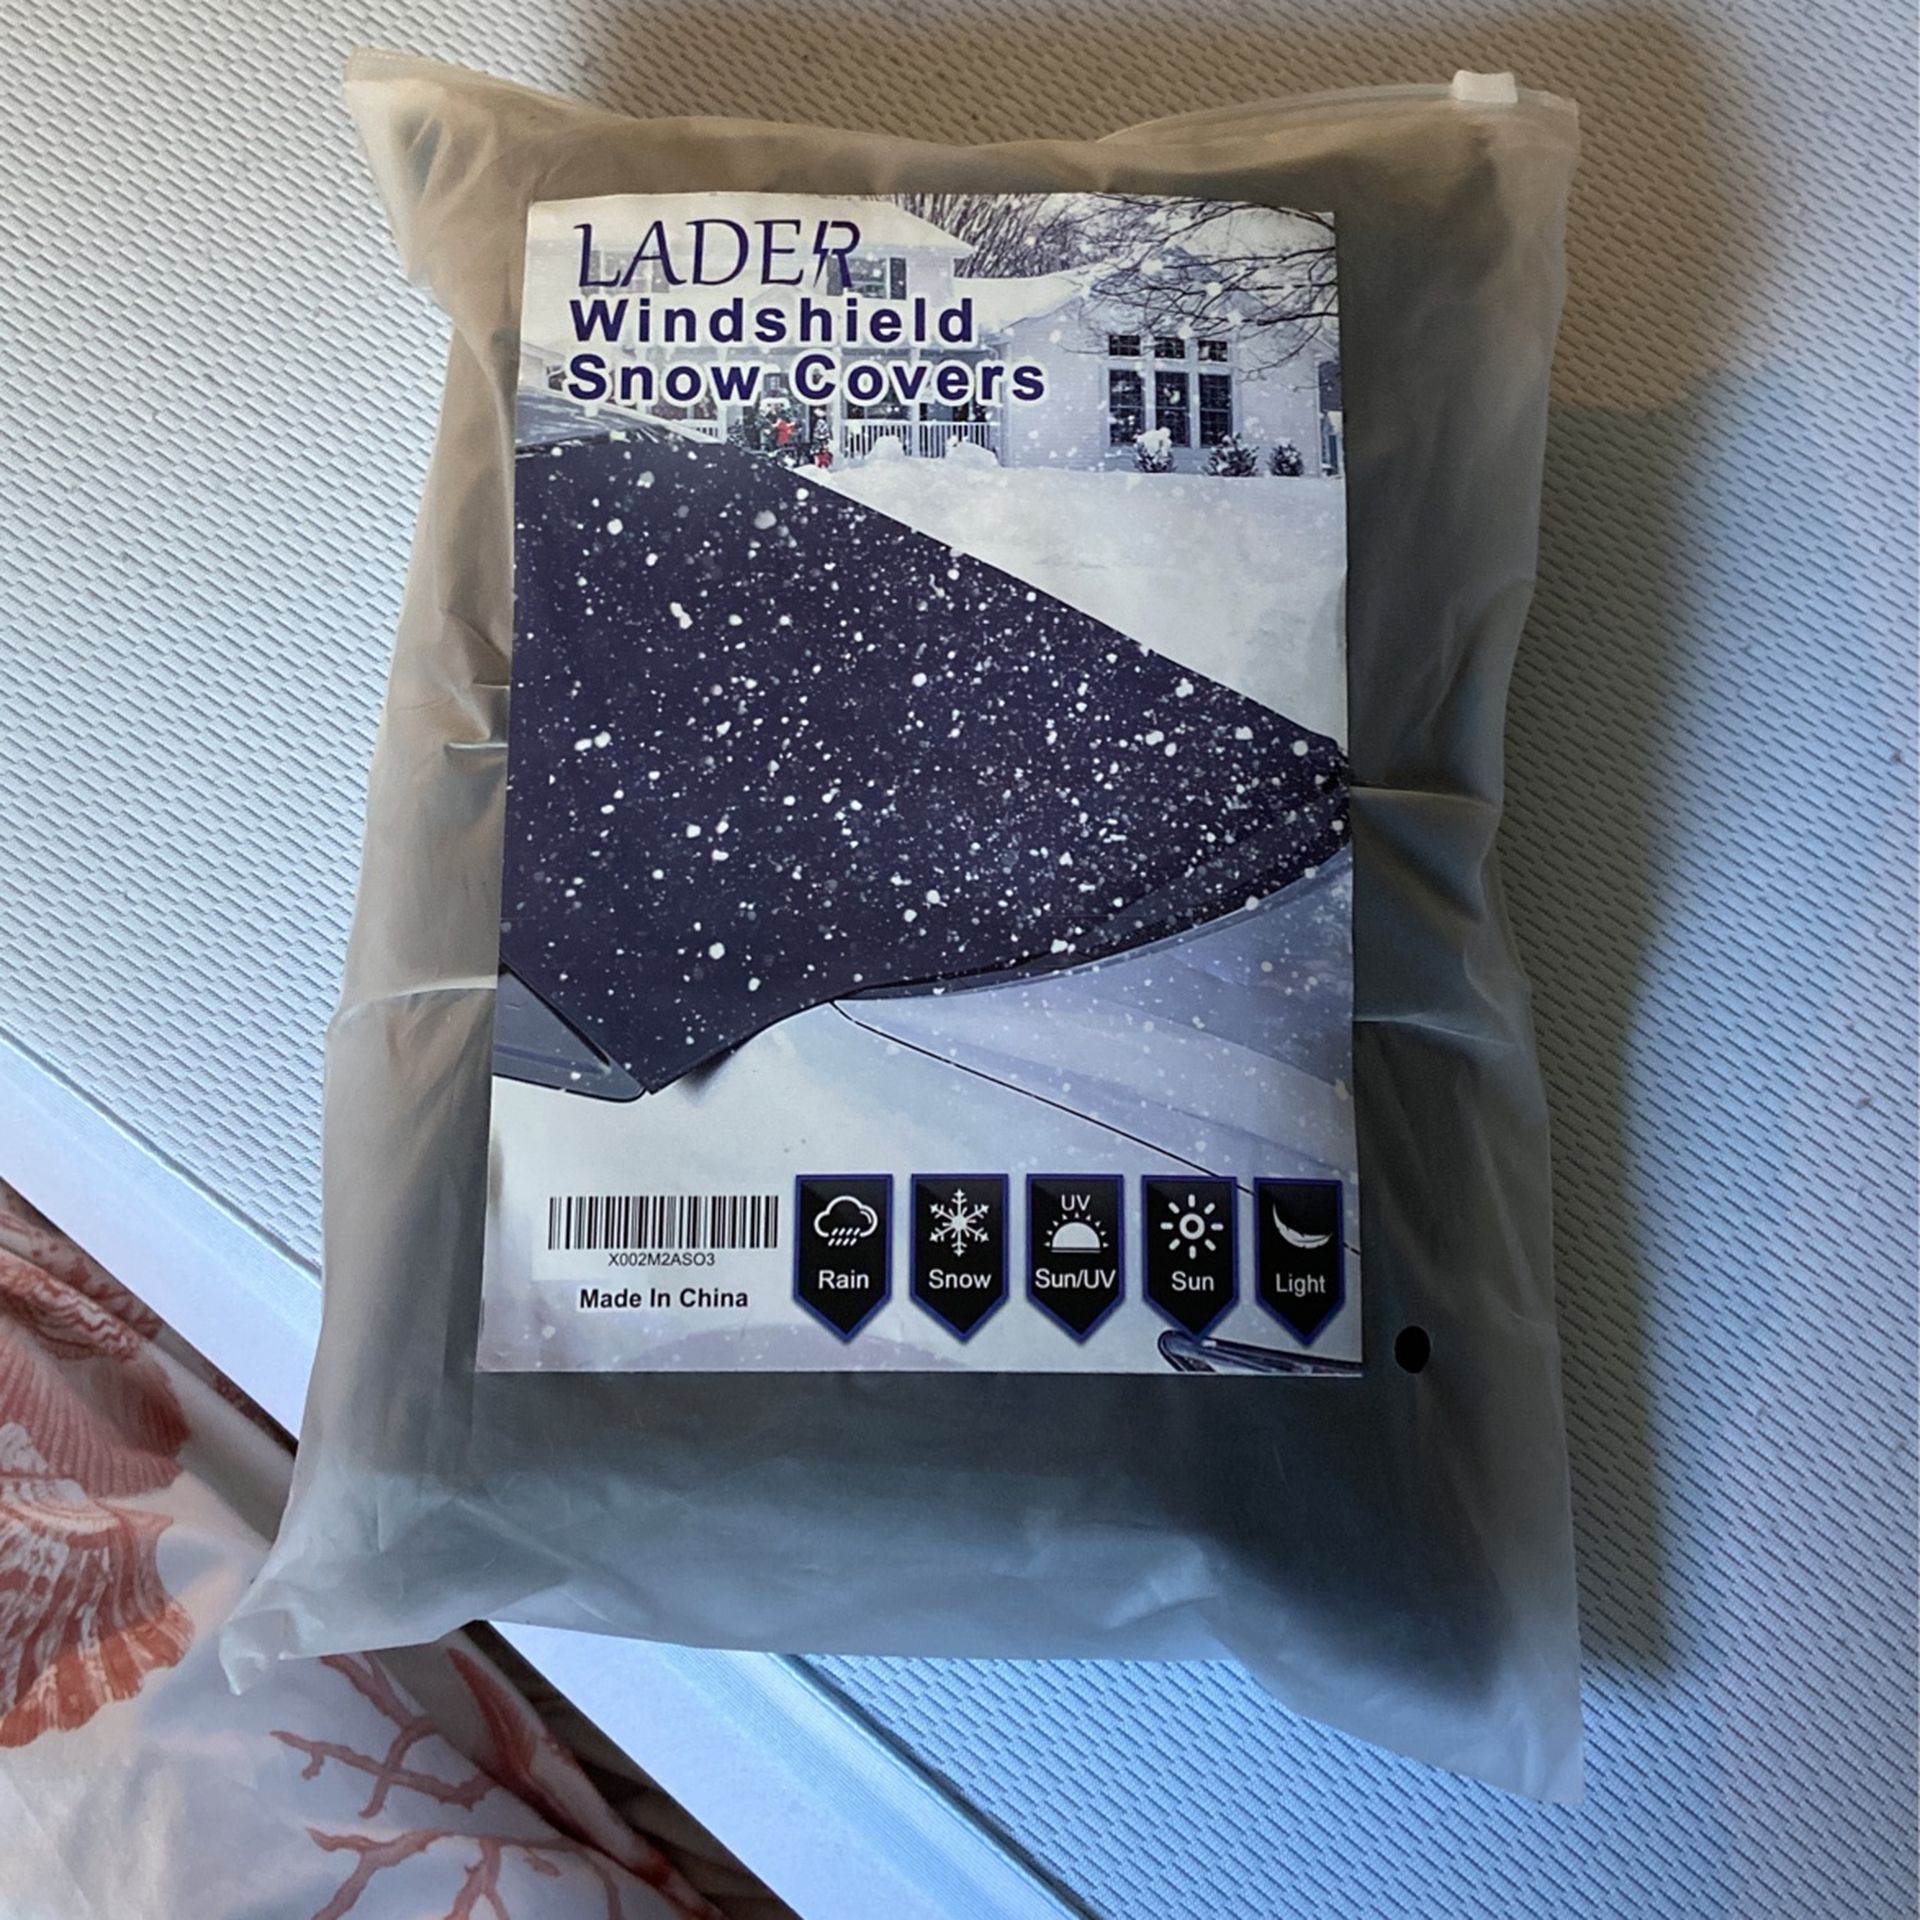 LADER
Windshield
Snow Covers
X002M2ASO3
Made In China
Rain
Snow
UV
Sun/UV
Sun
Light